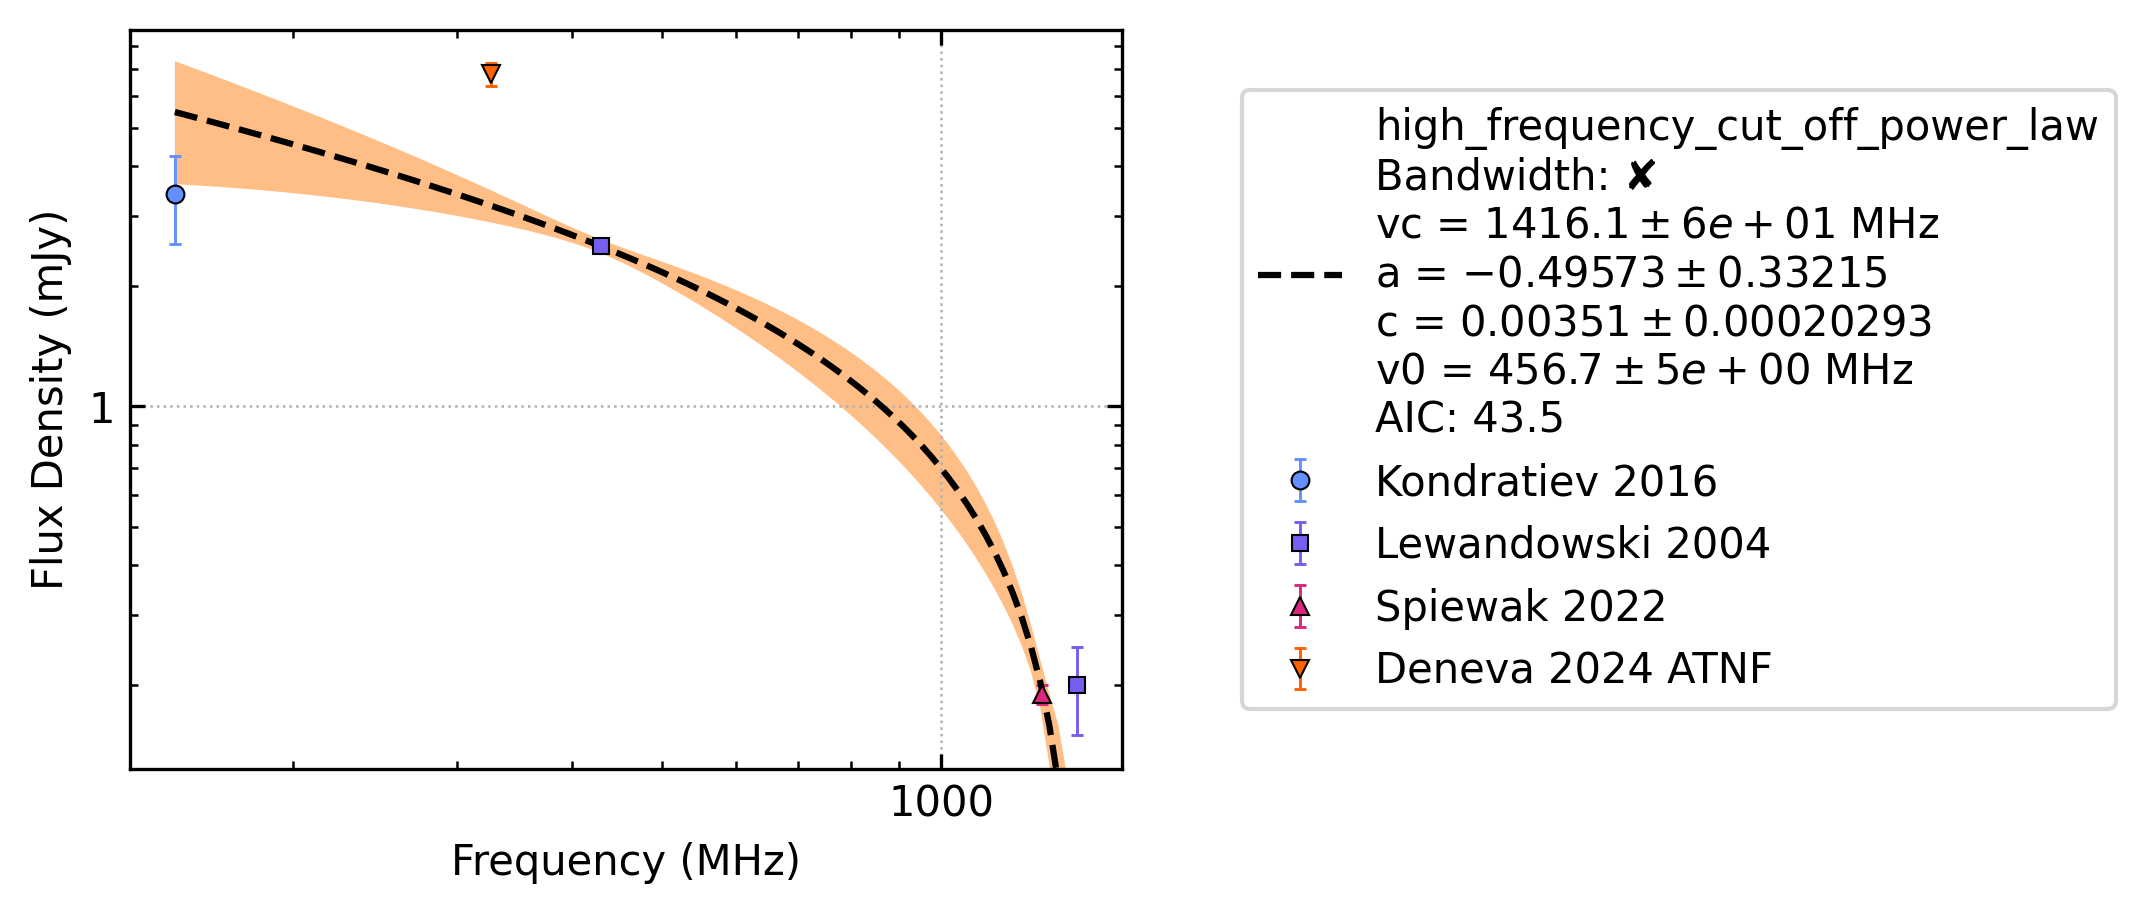 Flux Density (mJy)
1
1000
Frequency (MHz)
high_frequency_cut_off_power_law
Bandwidth: ✘
vc = 1416.1 ± 6e + 01 MHz
a = −0.49573 ± 0.33215
c = 0.00351 ± 0.00020293
v0 = 456.7 ± 5e + 00 MHz
AIC: 43.5
Kondratiev 2016
Lewandowski 2004
Spiewak 2022
Deneva 2024 ATNF